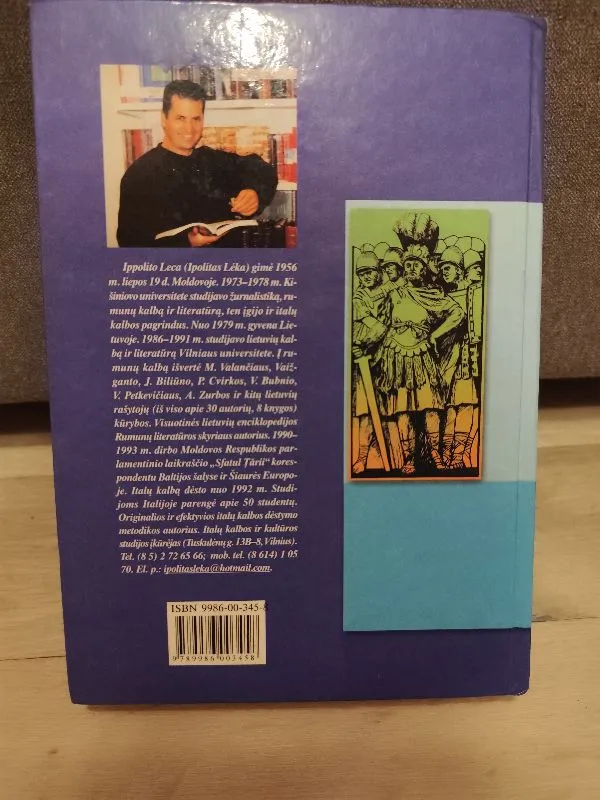 Ippolito Leca (Ipolitas Lėka) gimė 1956
m. liepos 19 d. Moldovoje. 1973–1978 m. Ki-
šiniovo universitete studijavo žurnalistiką, ru-
munų kalbą ir literatūrą, ten įgijo ir italų
kalbos pagrindus. Nuo 1979 m. gyvena Lie-
tuvoje. 1986–1991 m. studijavo lietuvių kal-
bą ir literatūrą Vilniaus universitete. Į ru-
munų kalbą išvertė M. Valančiaus, Vaiž-
ganto, J. Biliūno, P. Cvirkos, V. Bubnio,
V. Petkevičiaus, A. Zurbos ir kitų lietuvių
rašytojų (iš viso apie 30 autorių, 8 knygos)
kūrybos. Visuotinės lietuvių enciklopedijos
Rumunų literatūros skyriaus autorius. 1990–
1993 m. dirbo Moldovos Respublikos par-
lamentinio laikraščio „Sfatul Țării“ kores-
pondentu Baltijos šalyse ir Šiaurės Europo-
je. Italų kalbą dėsto nuo 1992 m. Studi-
joms Italijoje parengė apie 50 studentų.
Originalios ir efektyvios italų kalbos dėstymo
metodikos autorius. Italų kalbos ir kultūros
studijos įkūrėjas (Tuskulėnų g. 13B–8, Vilnius).
Tel. (8 5) 2 72 65 66; mob. tel. (8 614) 1 05
70. El. p.: ipolitasleka@hotmail.com.
ISBN 9986-00-345-8
9 789986 003458